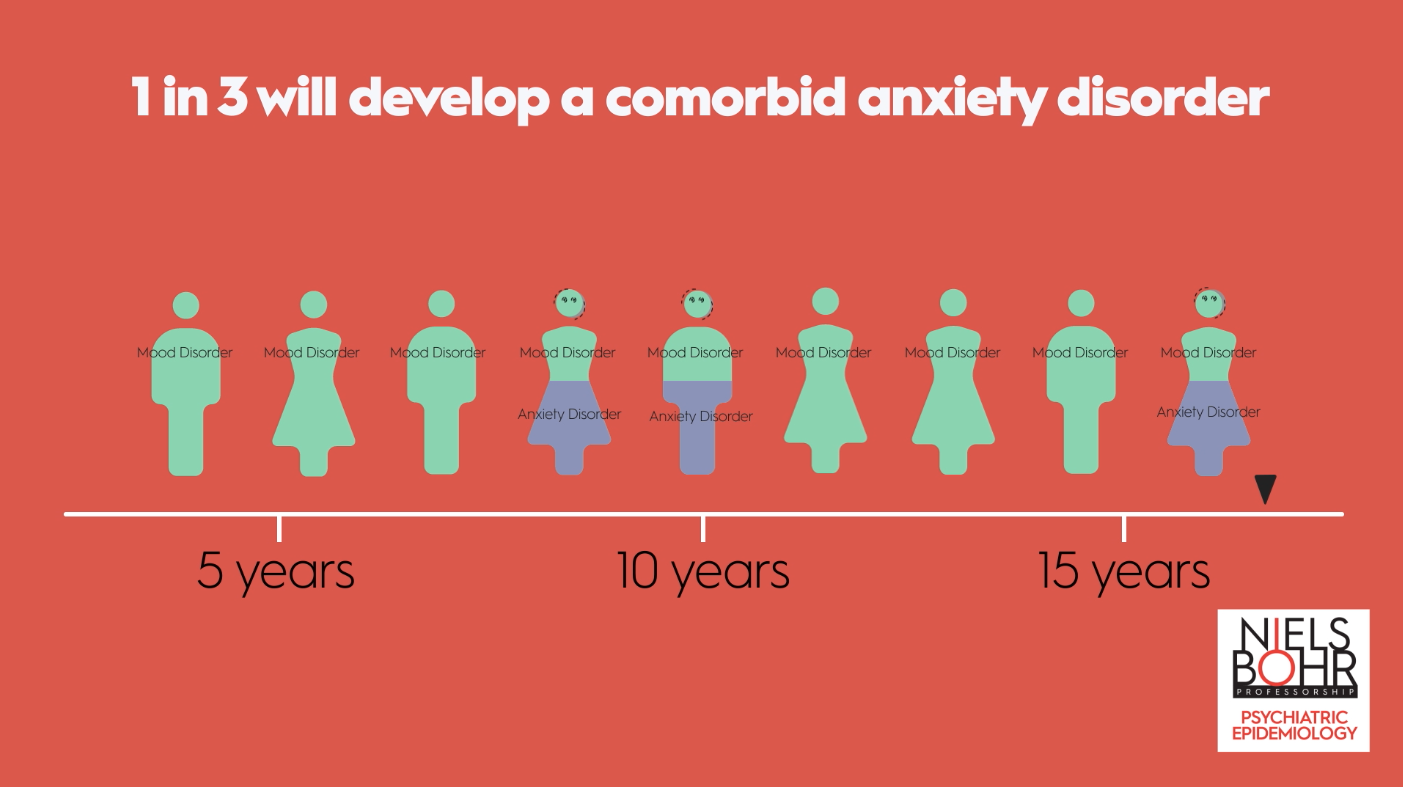 1 in 3 will develop a comorbid anxiety disorder
Mood Disorder Mood Disorder Mood Disorder Mood Disorder Mood Disorder Mood Disorder Mood Disorder Mood Disorder Mood Disorder
Anxiety Disorder Anxiety Disorder Anxiety Disorder
5 years 10 years 15 years
NIELS
BOHR
PROFESSORSHIP
PSYCHIATRIC
EPIDEMIOLOGY